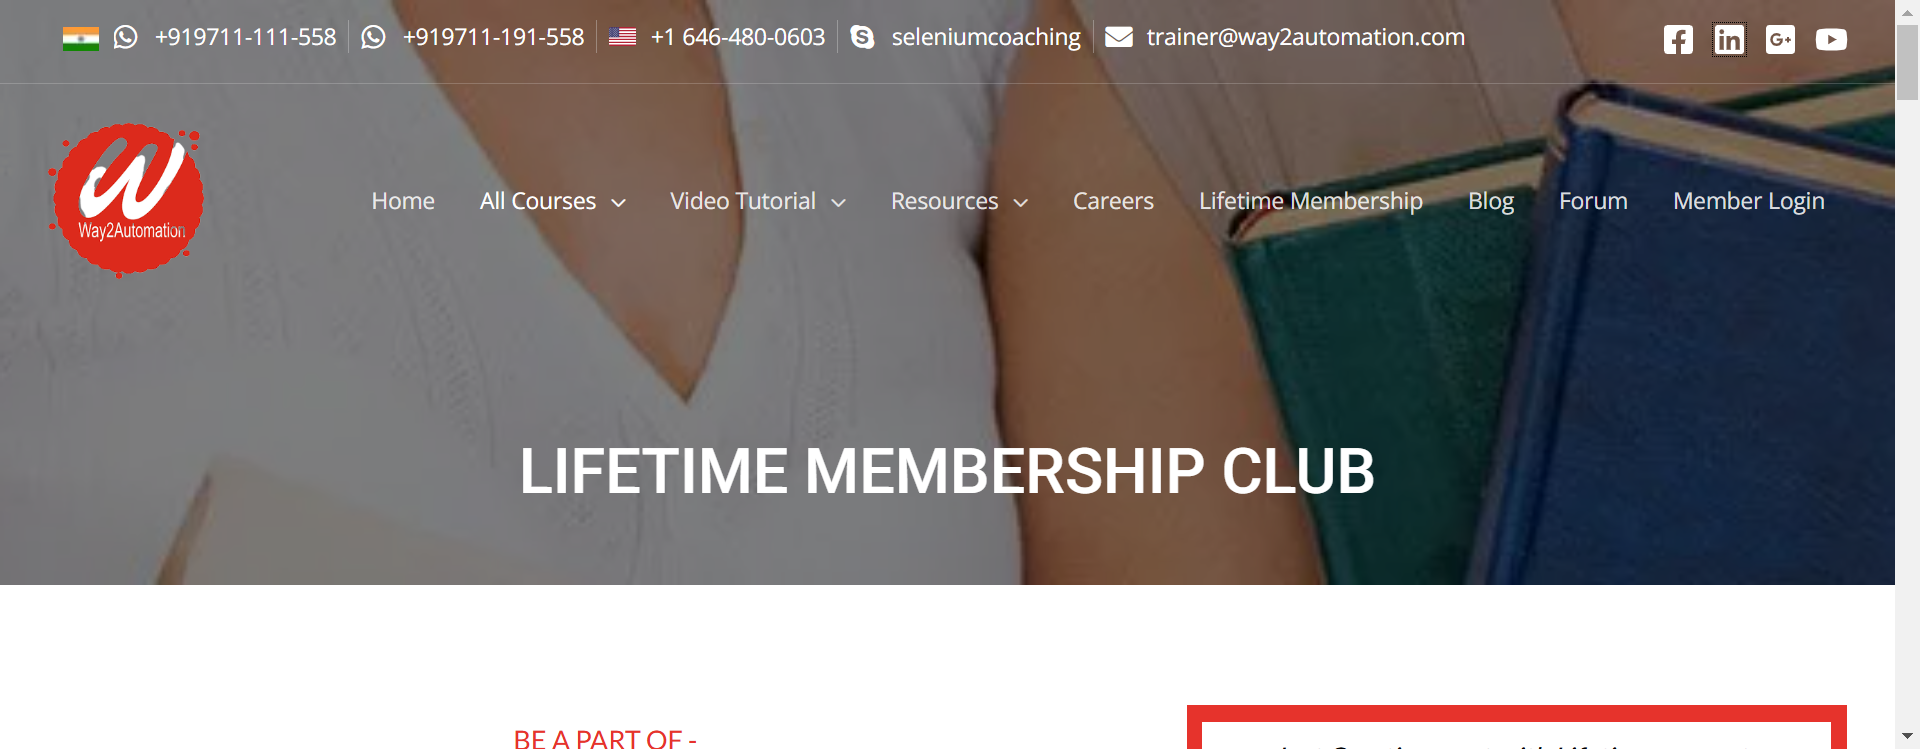 +919711-111-558 +919711-191-558 +1 646-480-0603 seleniumcoaching trainer@way2automation.com
Way2Automation
Home All Courses Video Tutorial Resources Careers Lifetime Membership Blog Forum Member Login
LIFETIME MEMBERSHIP CLUB
BE A PART OF -